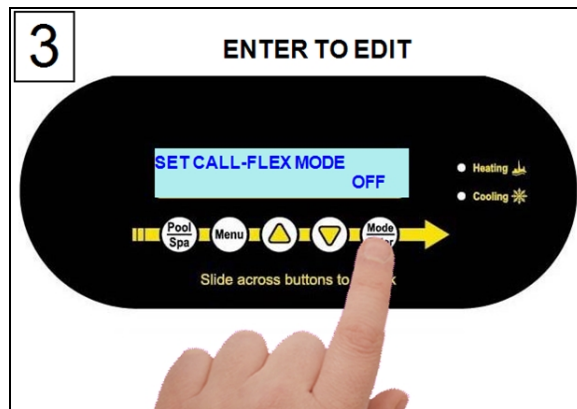 3
ENTER TO EDIT
SET CALL-FLEX MODE
OFF
Heating
Cooling
Pool
Spa
Menu
Mode
Slide across buttons to